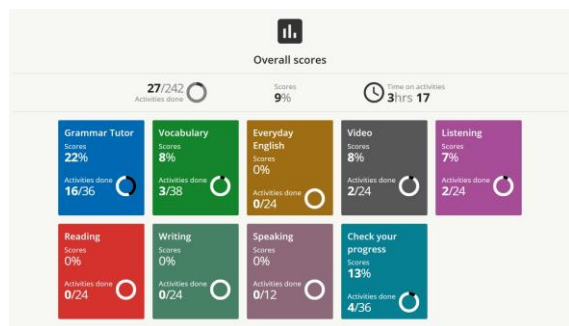 Overall scores
27/242
Activities done
Scores
9%
Time on activities
3hrs 17
Grammar Tutor
Scores
22%
Activities done
16/36
Vocabulary
Scores
8%
Activities done
3/38
Everyday
English
Scores
0%
Activities done
0/24
Video
Scores
8%
Activities done
2/24
Listening
Scores
7%
Activities done
2/24
Reading
Scores
0%
Activities done
0/24
Writing
Scores
0%
Activities done
0/24
Speaking
Scores
0%
Activities done
0/12
Check your
progress
Scores
13%
Activities done
4/36